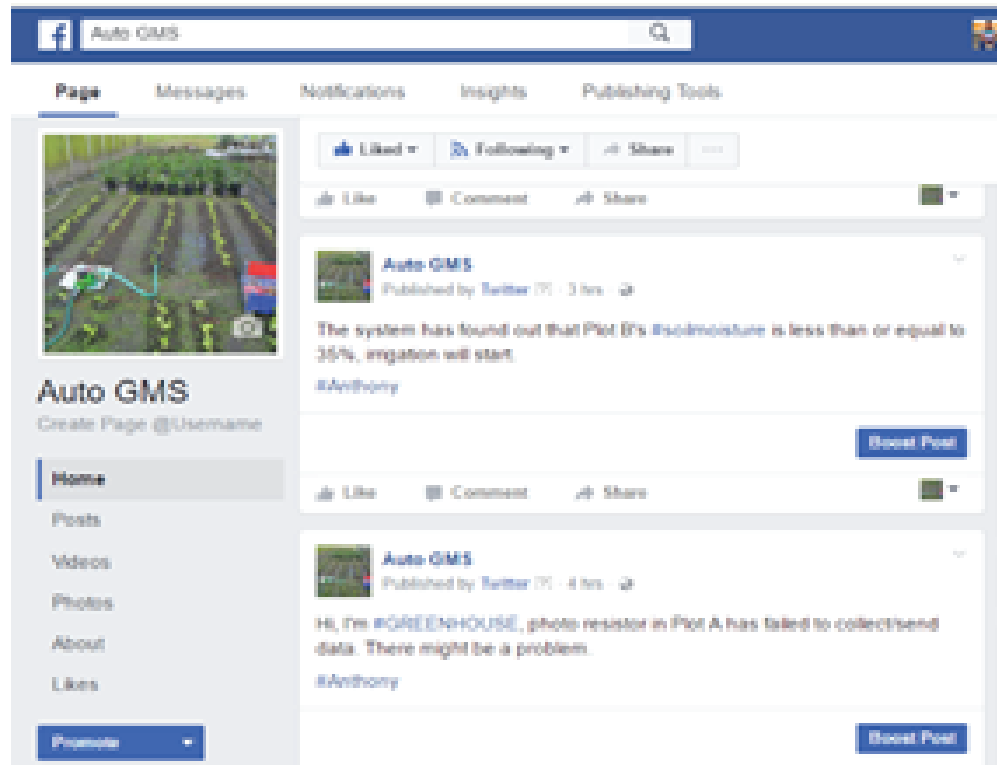 Auto GMS
Page Messages Notifications Insights Publishing Tools
Liked Following Share
Like Comment Share
Auto GMS
Published by Twitter [?] · 3 hrs ·
The system has found out that Plot B's #soilmoisture is less than or equal to
35%, irrigation will start.
#Anthony
Boost Post
Like Comment Share
Auto GMS
Published by Twitter [?] · 4 hrs ·
Hi, I'm #GREENHOUSE, photo resistor in Plot A has failed to collect/send
data. There might be a problem.
#Anthony
Boost Post
Auto GMS
Create Page @Username
Home
Posts
Videos
Photos
About
Likes
Promote